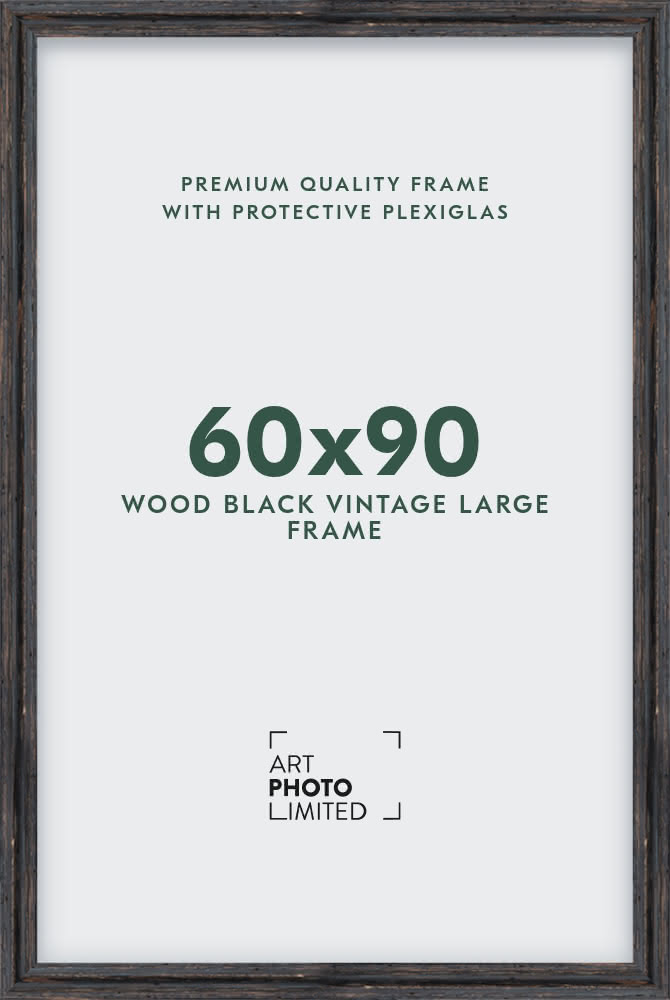 PREMIUM QUALITY FRAME
WITH PROTECTIVE PLEXIGLAS
60x90
WOOD BLACK VINTAGE LARGE
FRAME
ART
PHOTO
LIMITED